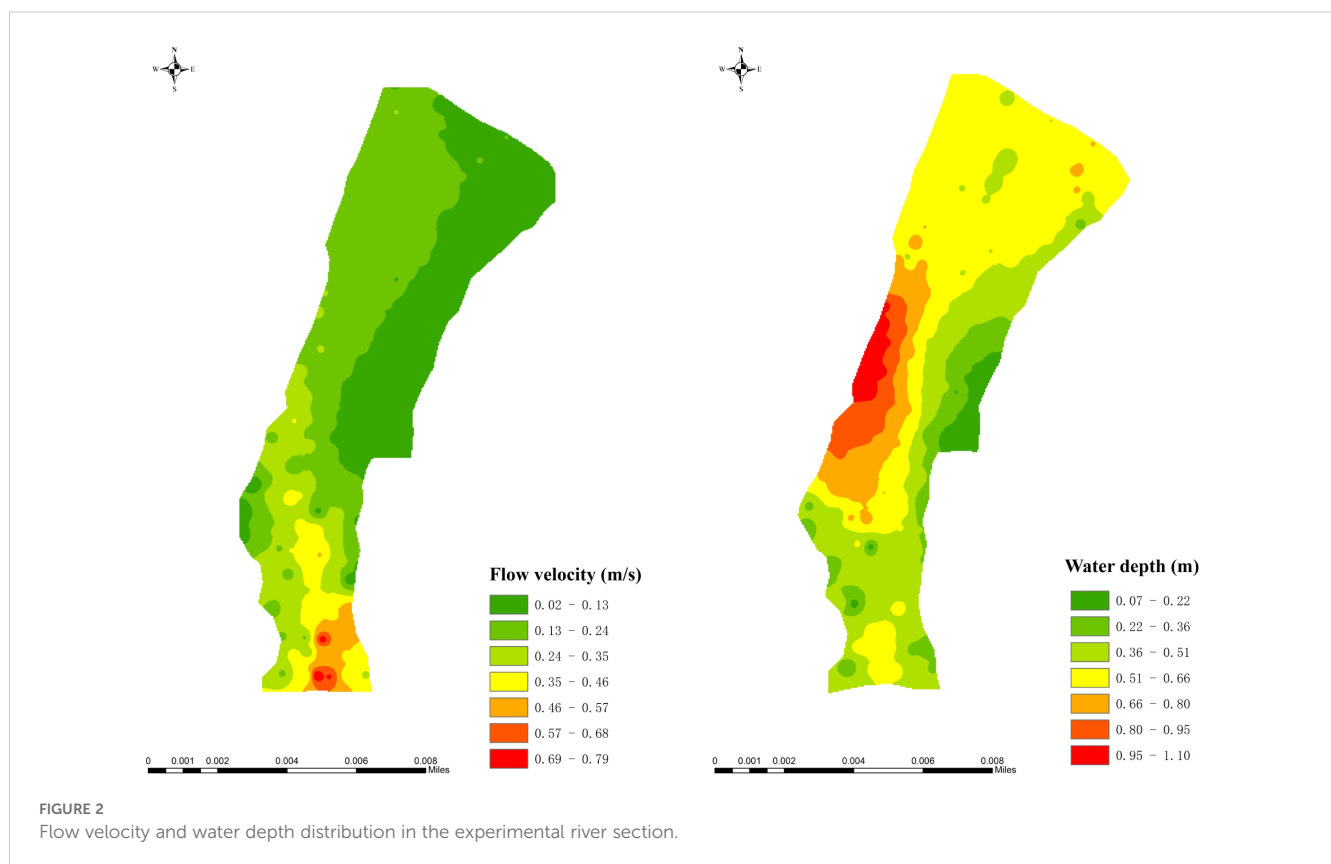 N
W E
S
N
W E
S
Flow velocity (m/s)
0.02 - 0.13
0.13 - 0.24
0.24 - 0.35
0.35 - 0.46
0.46 - 0.57
0.57 - 0.68
0.69 - 0.79
0 0.001 0.002 0.004 0.006 0.008
Miles
Water depth (m)
0.07 - 0.22
0.22 - 0.36
0.36 - 0.51
0.51 - 0.66
0.66 - 0.80
0.80 - 0.95
0.95 - 1.10
0 0.001 0.002 0.004 0.006 0.008
Miles
FIGURE 2
Flow velocity and water depth distribution in the experimental river section.